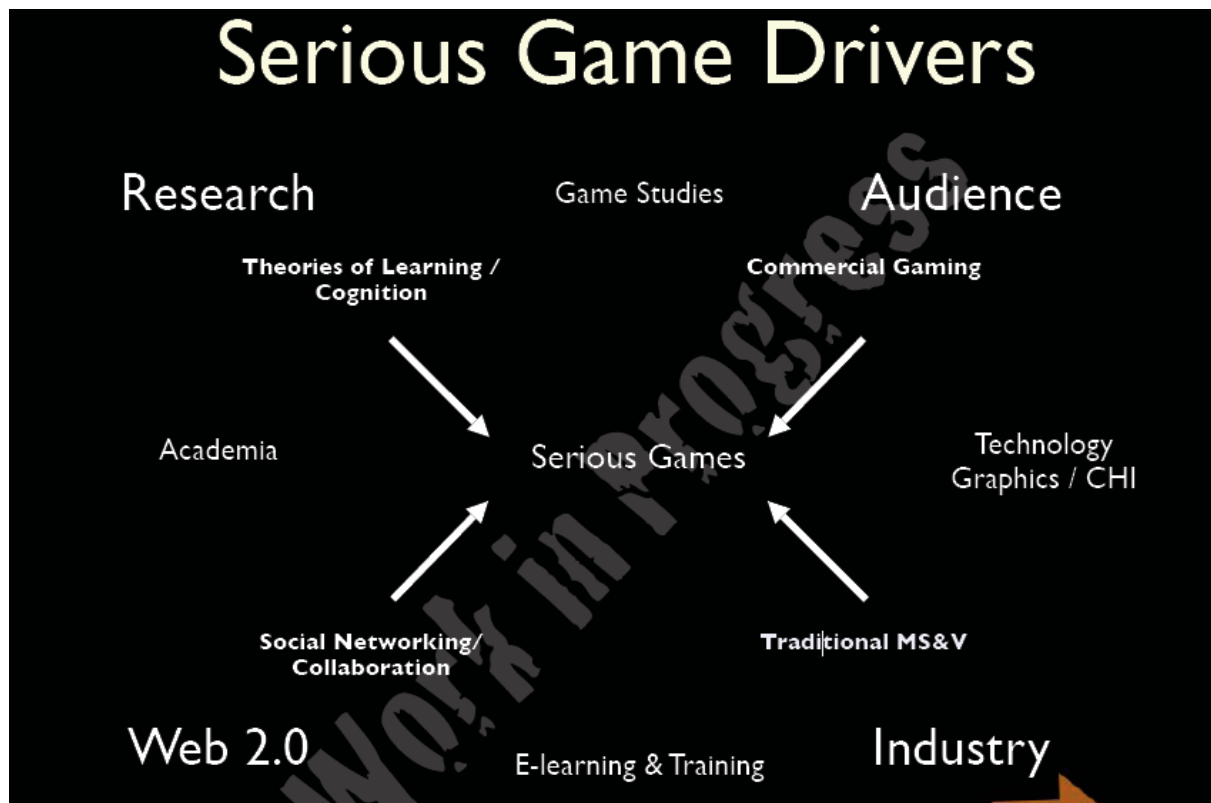 Serious Game Drivers
Research
Game Studies
Audience
Theories of Learning /
Cognition
Commercial Gaming
Academia
Serious Games
Technology
Graphics / CHI
Social Networking/
Collaboration
Traditional MS&V
Web 2.0
E-learning & Training
Industry
Work in progress